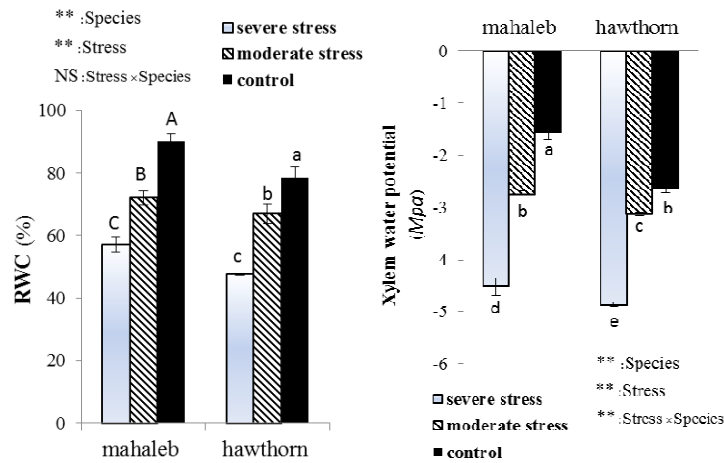 ** :Species
** :Stress
NS :Stress ×Species
severe stress
moderate stress
control
RWC (%)
100
80
60
40
20
0
C
B
A
c
b
a
mahaleb
hawthorn
mahaleb
hawthorn
Xylem water potential
(Mpa)
0
-1
-2
-3
-4
-5
-6
d
b
a
e
c
b
** :Species
** :Stress
** :Stress×Species
severe stress
moderate stress
control